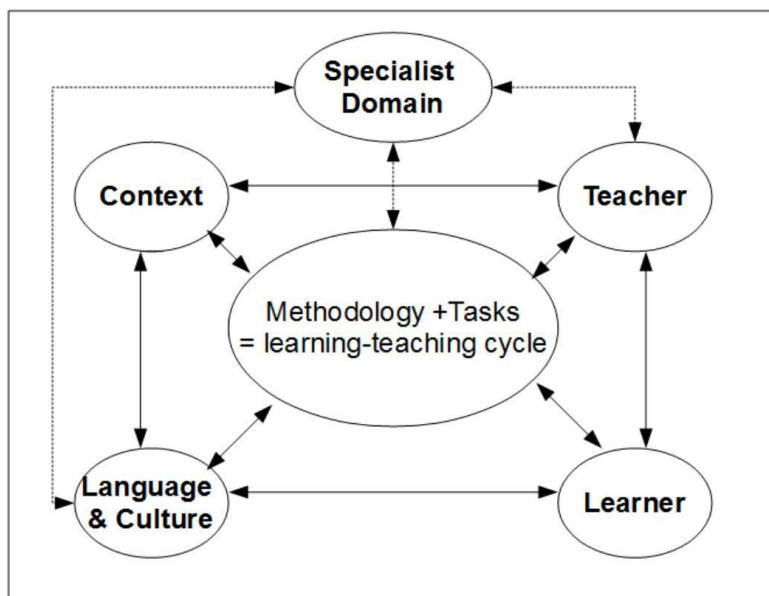 Specialist
Domain
Context
Teacher
Methodology +Tasks
= learning-teaching cycle
Language
& Culture
Learner